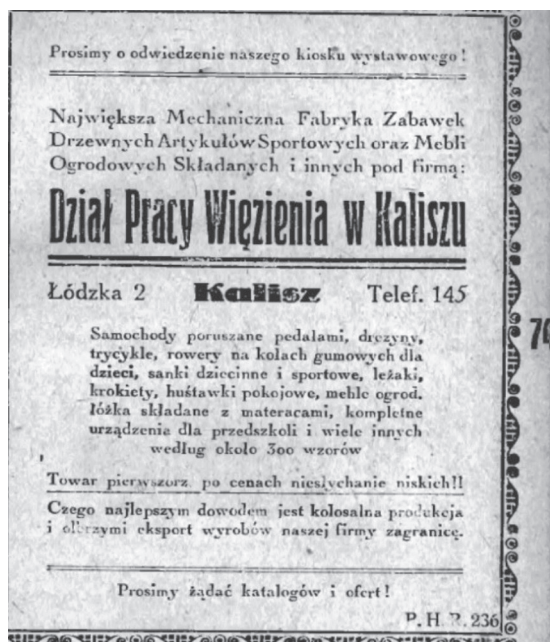 Prosimy o odwiedzenie naszego kiosku wystawowego!
Największa Mechaniczna Fabryka Zabawek
Drzewnych Artykułów Sportowych oraz Mebli
Ogrodowych Składanych i innych pod firmą:
Dział Pracy Więzienia w Kaliszu
Łódzka 2 Kalisz Telef. 145
Samochody poruszane pedalami, drezyny,
trycykle, rowery na kolach gumowych dla
dzieci, sanki dziecinne i sportowe, leżaki,
krokiety, huśtawki pokojowe, meble ogrod.
łóżka składane z materacami, kompletne
urządzenia dla przedszkoli i wiele innych
według około 300 wzorów
Towar pierwszorz. po cenach niesłychanie niskich!!
Czego najlepszym dowodem jest kolosalna produkcja
i olbrzymi eksport wyrobów naszej firmy zagranicę.
Prosimy żądać katalogów i ofert!
P. H. 236